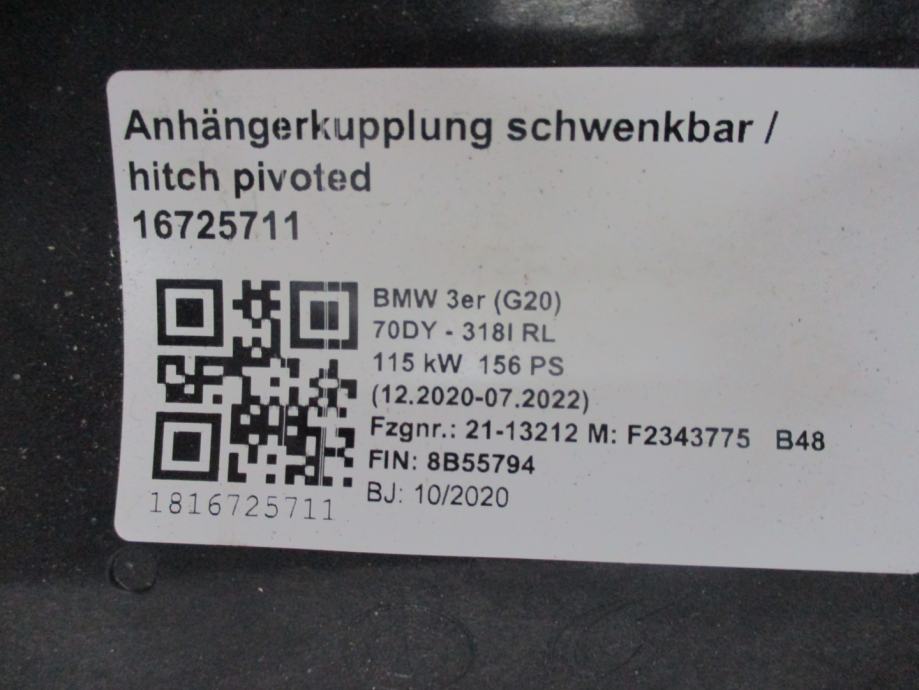 Anhängerkupplung schwenkbar /
hitch pivoted
16725711
BMW 3er (G20)
70DY - 318I RL
115 kW 156 PS
(12.2020-07.2022)
Fzgnr.: 21-13212 M: F2343775 B48
FIN: 8B55794
BJ: 10/2020
1816725711